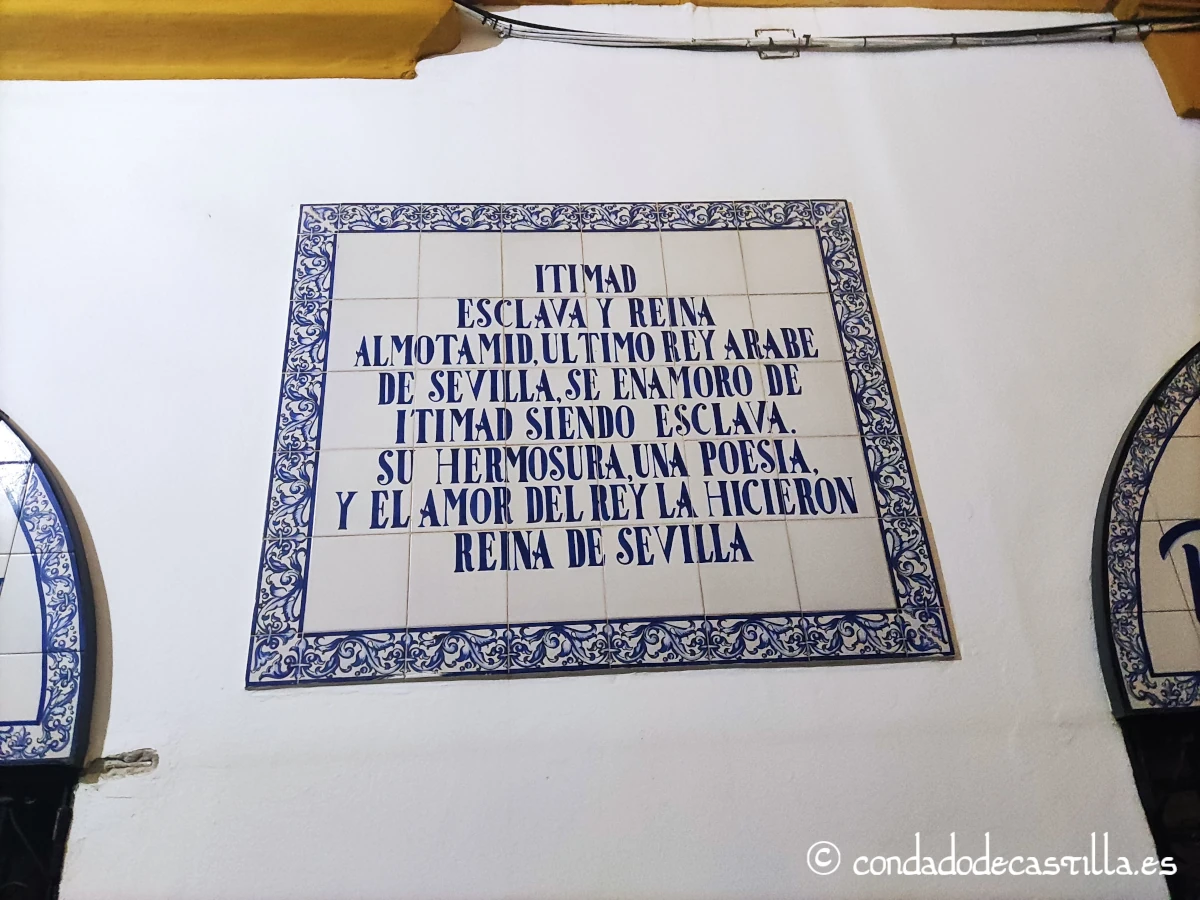 ITIMAD
ESCLAVA Y REINA
ALMOTAMID, ULTIMO REY ARABE
DE SEVILLA, SE ENAMORO DE
ITIMAD SIENDO ESCLAVA.
SU HERMOSURA, UNA POESIA,
Y EL AMOR DEL REY LA HICIERON
REINA DE SEVILLA
© condadodecastilla.es